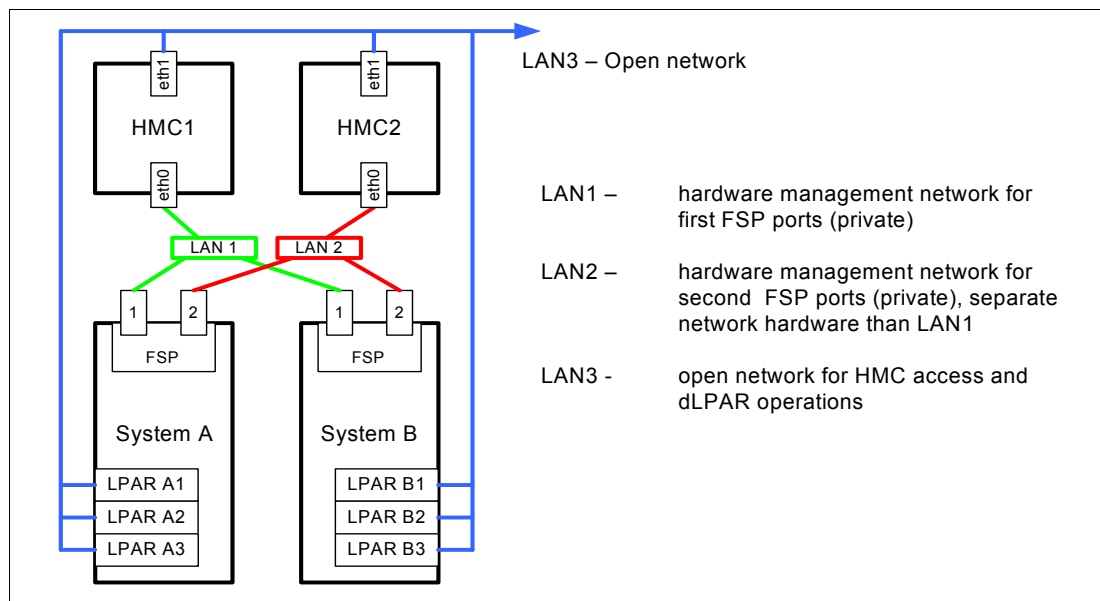 eth1
eth1
LAN3 – Open network
HMC1
HMC2
eth0
eth0
LAN1 –
hardware management network for
first FSP ports (private)
LAN 1
LAN 2
LAN2 –
hardware management network for
second FSP ports (private), separate
network hardware than LAN1
1
2
1
2
FSP
FSP
LAN3 -
open network for HMC access and
dLPAR operations
System A
System B
LPAR A1
LPAR B1
LPAR A2
LPAR B2
LPAR A3
LPAR B3